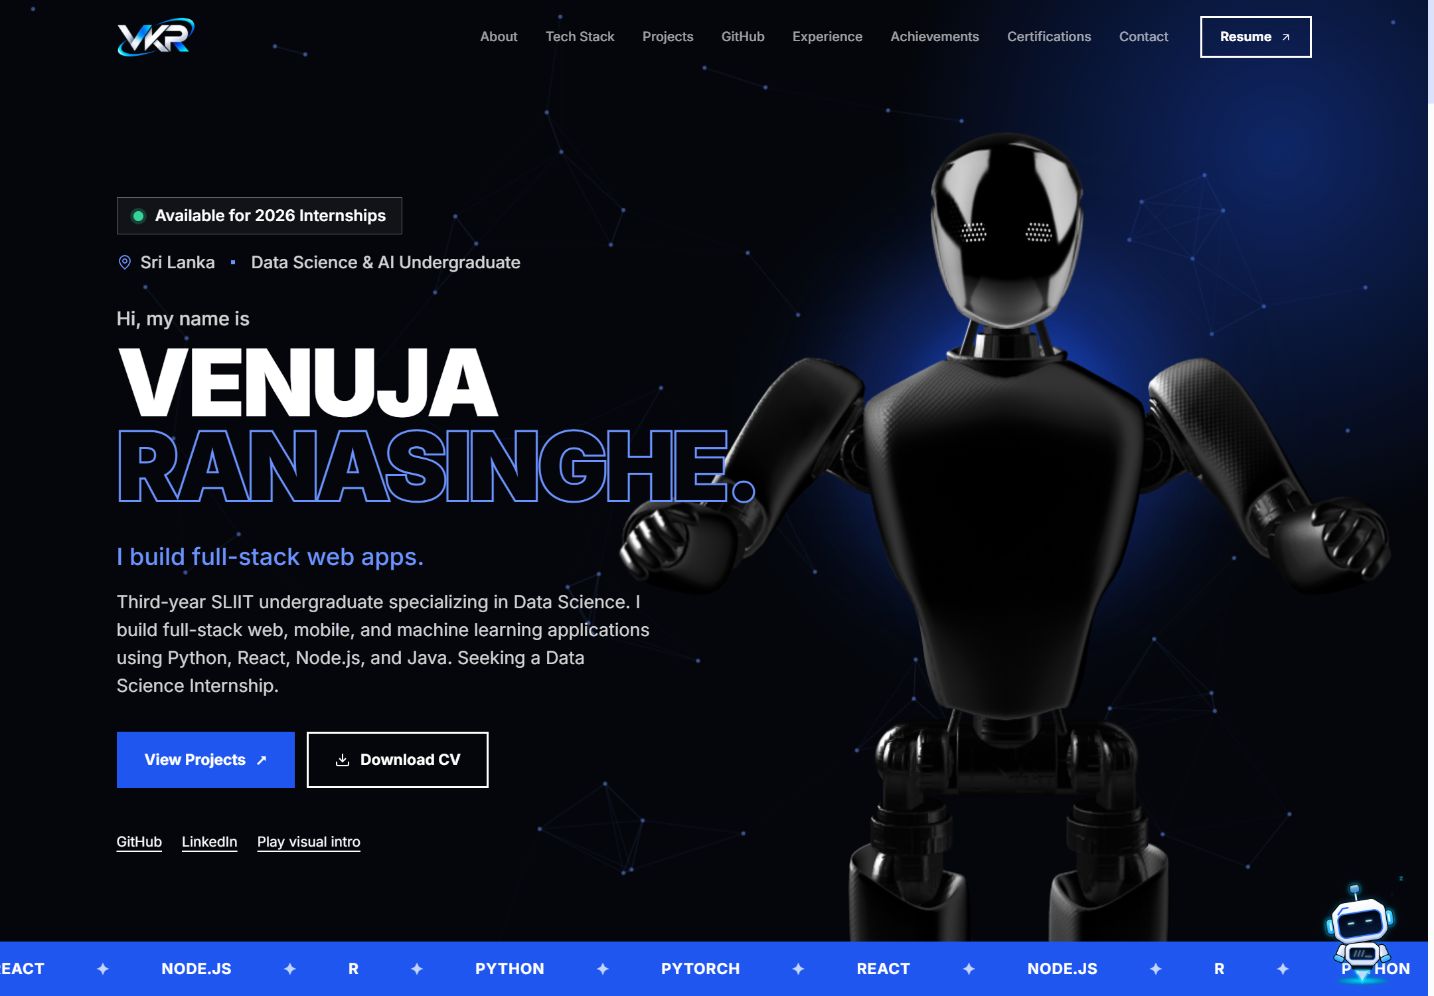 VKR
About Tech Stack Projects GitHub Experience Achievements Certifications Contact Resume
Available for 2026 Internships
Sri Lanka Data Science & AI Undergraduate
Hi, my name is
VENUJA
RANASINGHE.
I build full-stack web apps.
Third-year SLIIT undergraduate specializing in Data Science. I
build full-stack web, mobile, and machine learning applications
using Python, React, Node.js, and Java. Seeking a Data
Science Internship.
View Projects Download CV
GitHub LinkedIn Play visual intro
EACT NODE.JS R PYTHON PYTORCH REACT NODE.JS R